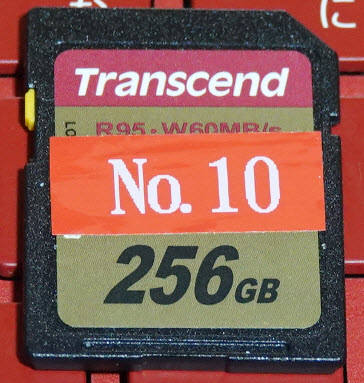 Transcend
R95·W60MB/s
No. 10
256GB